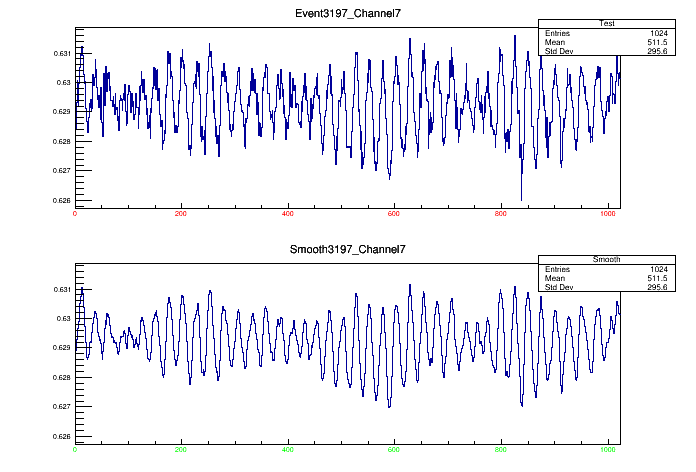 Event3197_Channel7
Test
Entries 1024
Mean 511.5
Std Dev 295.6
0.631
0.63
0.629
0.628
0.627
0.626
0 200 400 600 800 1000
Smooth3197_Channel7
Smooth
Entries 1024
Mean 511.5
Std Dev 295.6
0.631
0.63
0.629
0.628
0.627
0.626
0 200 400 600 800 1000